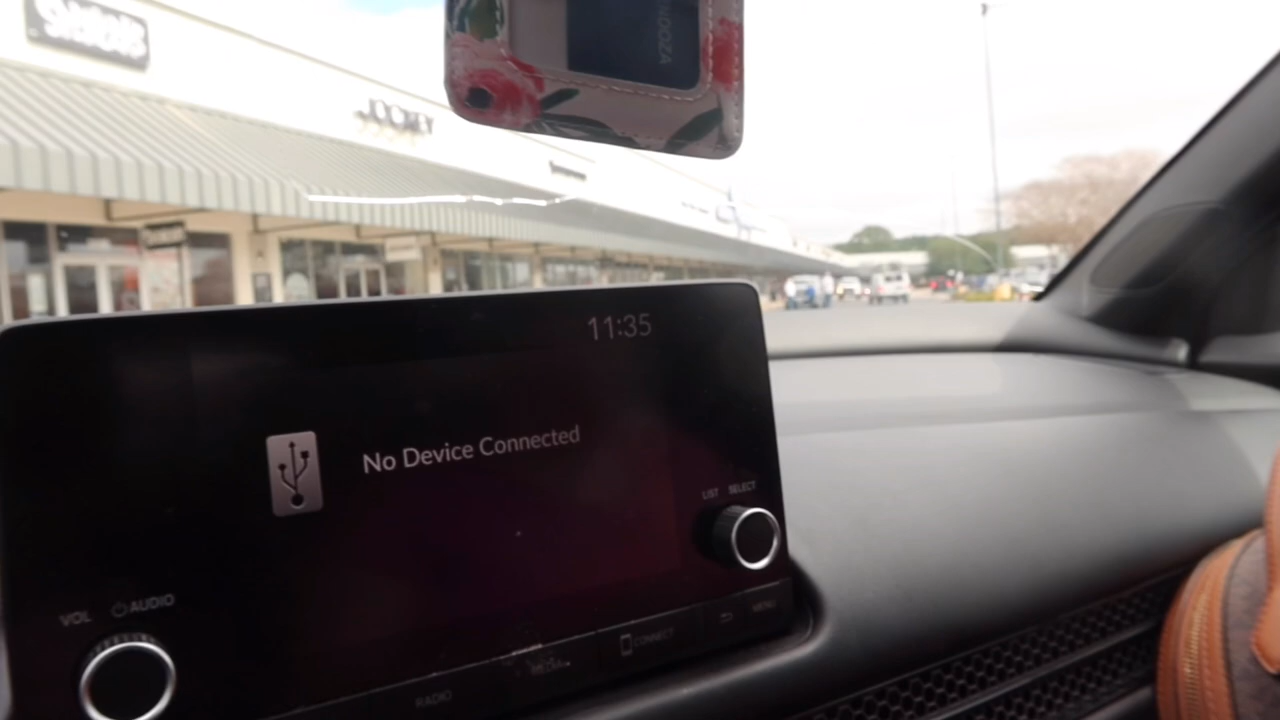 JOCKEY
11:35
No Device Connected
LIST SELECT
VOL AUDIO
RADIO
MEDIA
CONNECT
MENU